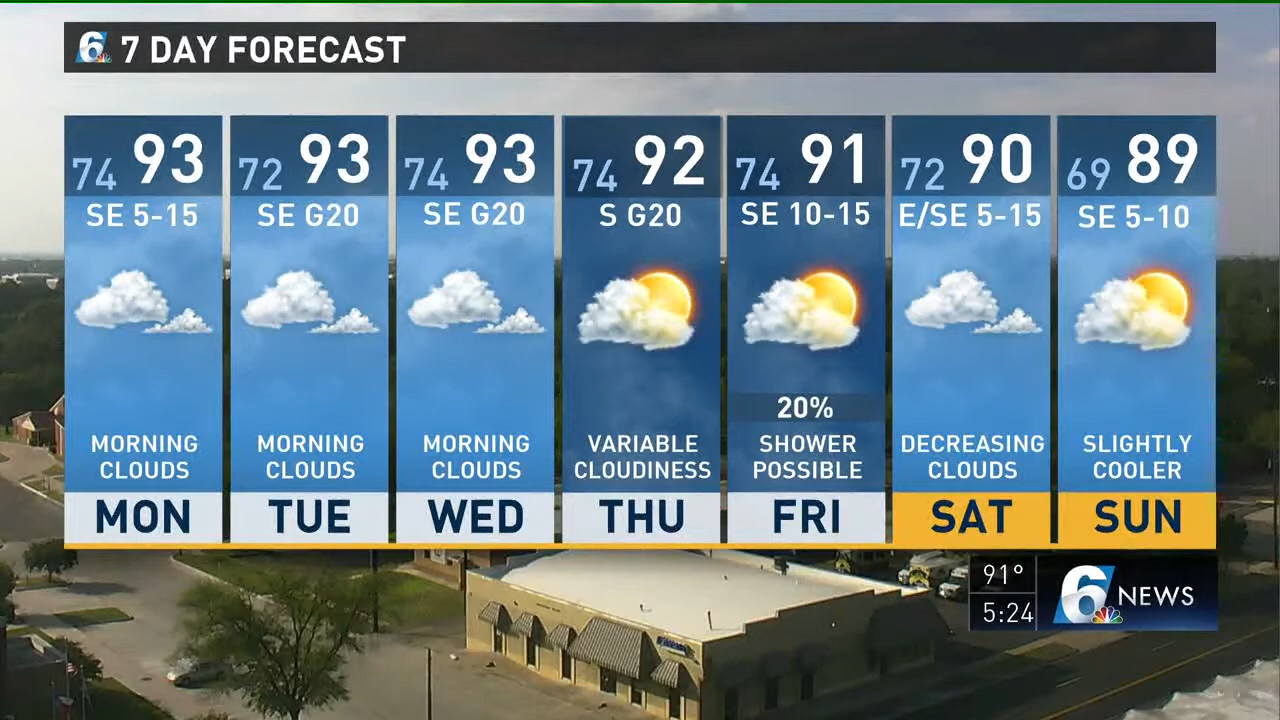 6 7 DAY FORECAST
74 93
SE 5-15
MORNING
CLOUDS
MON
72 93
SE G20
MORNING
CLOUDS
TUE
74 93
SE G20
MORNING
CLOUDS
WED
74 92
S G20
VARIABLE
CLOUDINESS
THU
74 91
SE 10-15
20%
SHOWER
POSSIBLE
FRI
72 90
E/SE 5-15
DECREASING
CLOUDS
SAT
69 89
SE 5-10
SLIGHTLY
COOLER
SUN
91°
5:24
6 NEWS